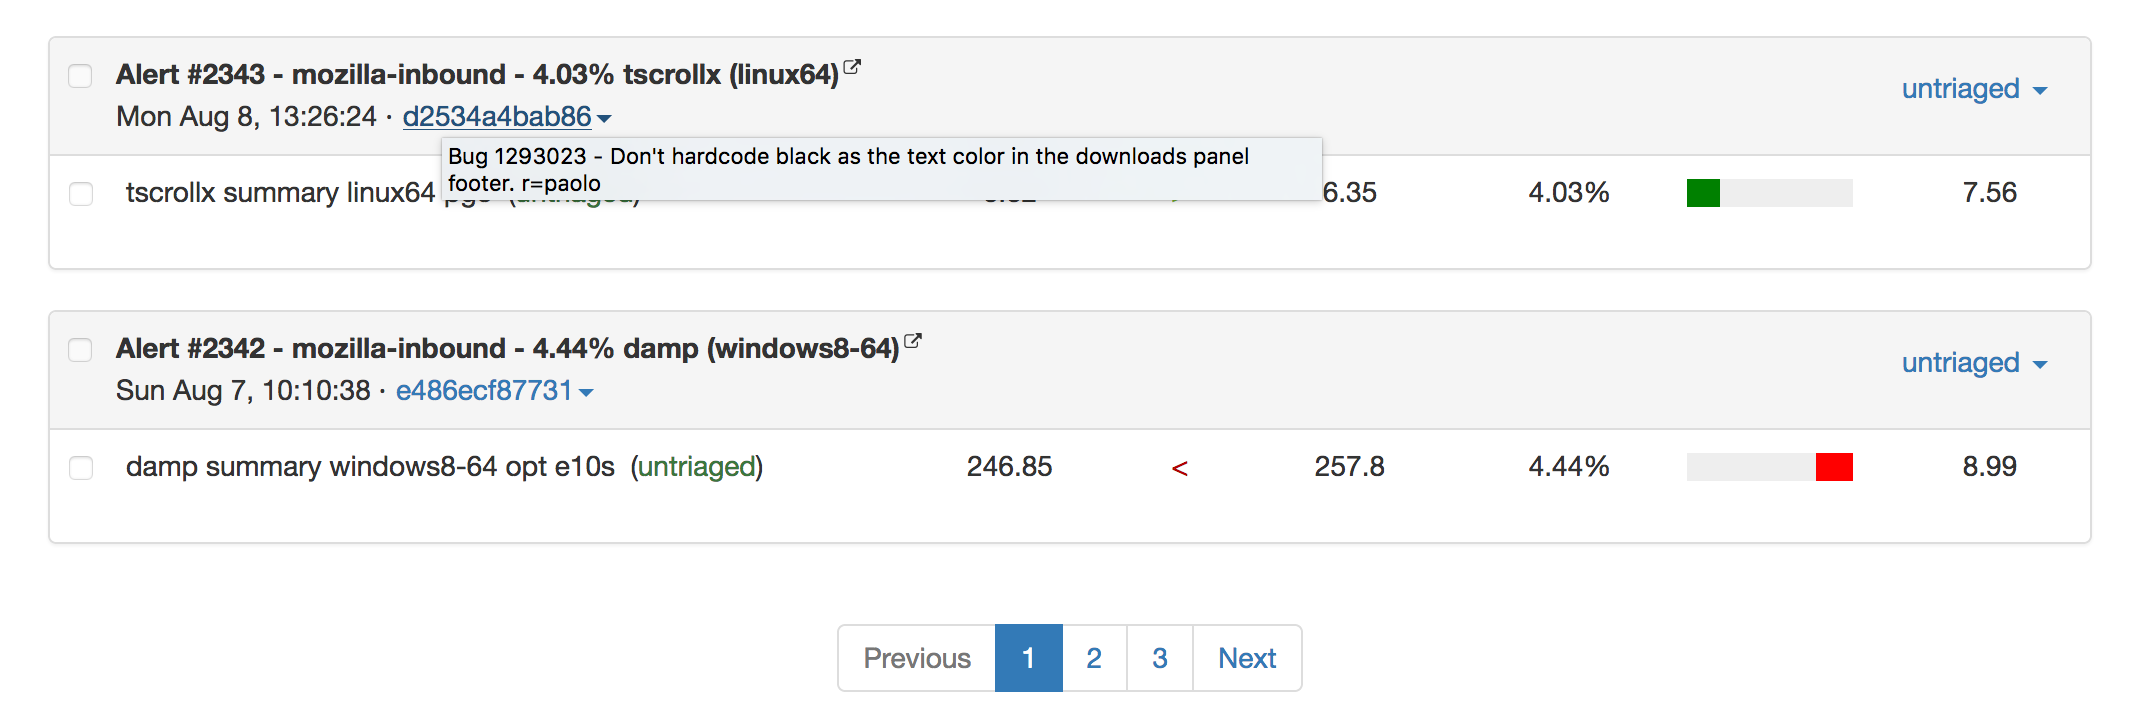 Alert #2343 - mozilla-inbound - 4.03% tscrollx (linux64)
untriaged
Mon Aug 8, 13:26:24 · d2534a4bab86
Bug 1293023 - Don't hardcode black as the text color in the downloads panel
footer. r=paolo
tscrollx summary linux64 6.35 4.03% 7.56
Alert #2342 - mozilla-inbound - 4.44% damp (windows8-64)
untriaged
Sun Aug 7, 10:10:38 · e486ecf87731
damp summary windows8-64 opt e10s (untriaged) 246.85 < 257.8 4.44% 8.99
Previous 1 2 3 Next